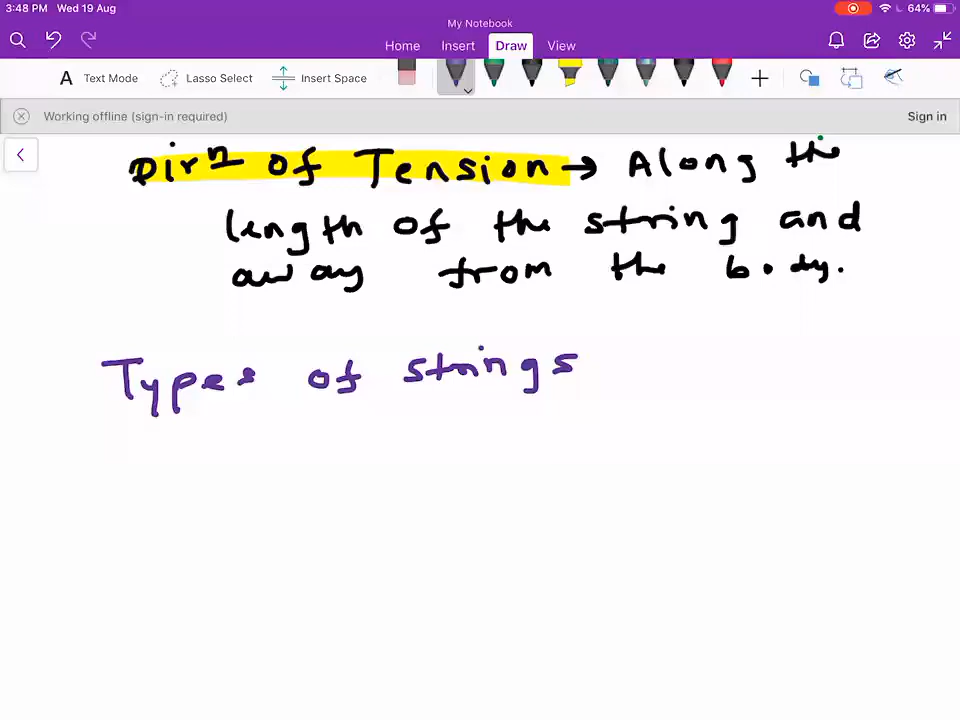 3:48 PM Wed 19 Aug 64%
My Notebook
Home Insert Draw View
A Text Mode Lasso Select Insert Space
Working offline (sign-in required) Sign in
Dirⁿ of Tension → Along the
length of the string and
away from the body.
Types of strings